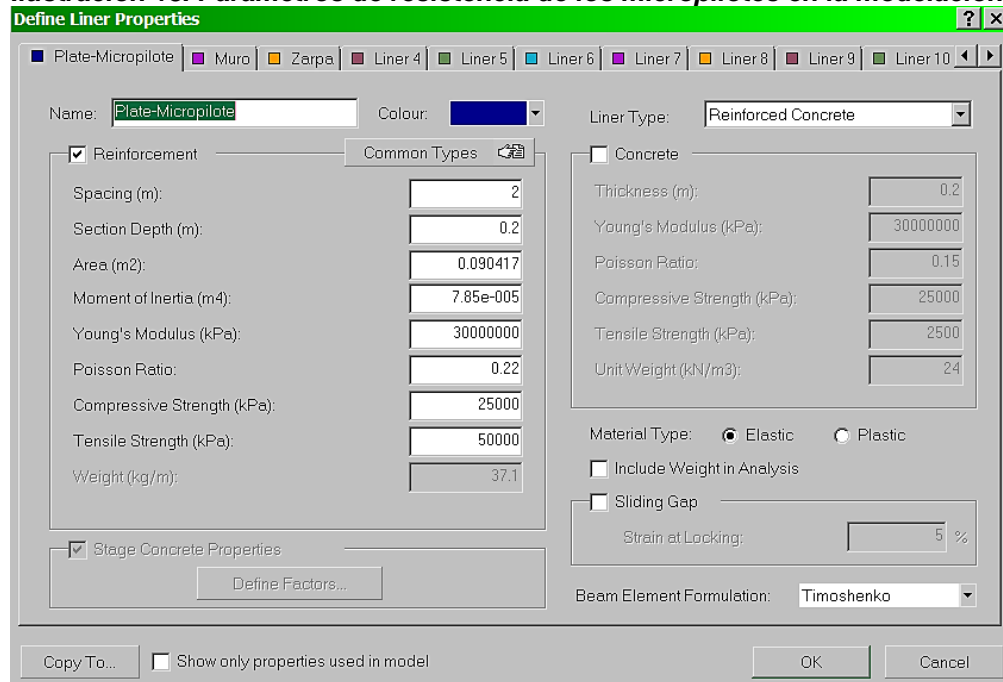 Define Liner Properties
Plate-Micropilote Muro Zarpa Liner 4 Liner 5 Liner 6 Liner 7 Liner 8 Liner 9 Liner 10
Name: Plate-Micropilote Colour: Liner Type: Reinforced Concrete
Reinforcement Common Types
Spacing (m): 2
Section Depth (m): 0.2
Area (m2): 0.090417
Moment of Inertia (m4): 7.85e-005
Young's Modulus (kPa): 30000000
Poisson Ratio: 0.22
Compressive Strength (kPa): 25000
Tensile Strength (kPa): 50000
Weight (kg/m): 37.1
Stage Concrete Properties
Define Factors...
Concrete
Thickness (m): 0.2
Young's Modulus (kPa): 30000000
Poisson Ratio: 0.15
Compressive Strength (kPa): 25000
Tensile Strength (kPa): 2500
Unit Weight (kN/m3): 24
Material Type: Elastic Plastic
Include Weight in Analysis
Sliding Gap
Strain at Locking: 5 %
Beam Element Formulation: Timoshenko
Copy To... Show only properties used in model OK Cancel